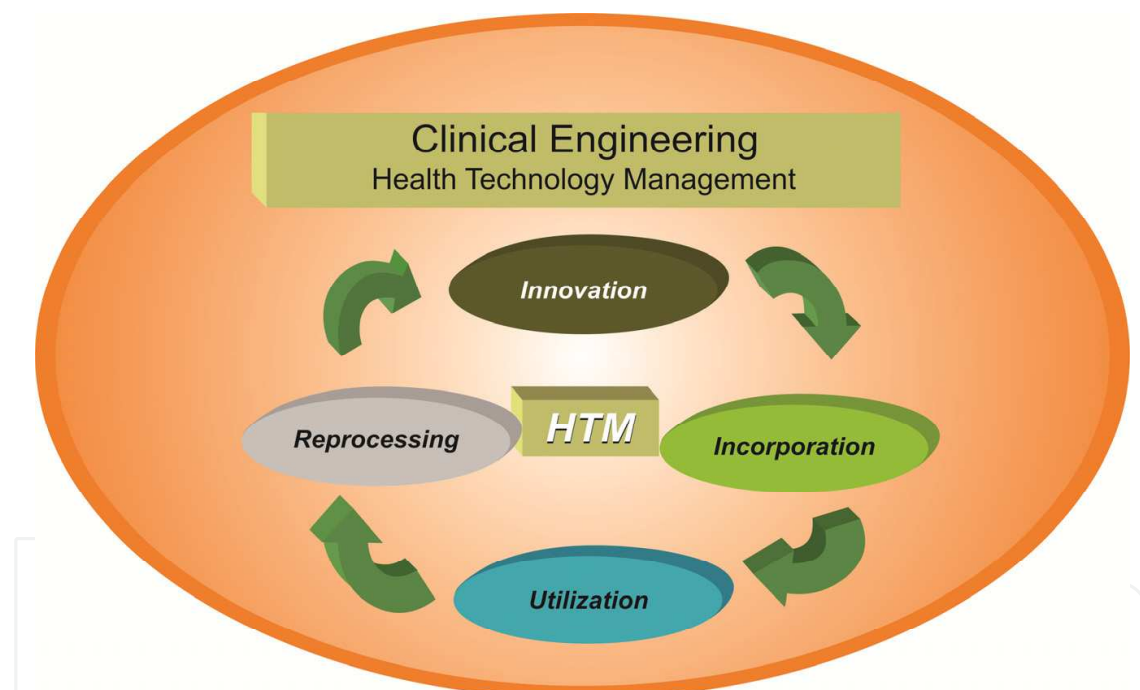 Clinical Engineering
Health Technology Management
Innovation
Reprocessing
HTM
Incorporation
Utilization